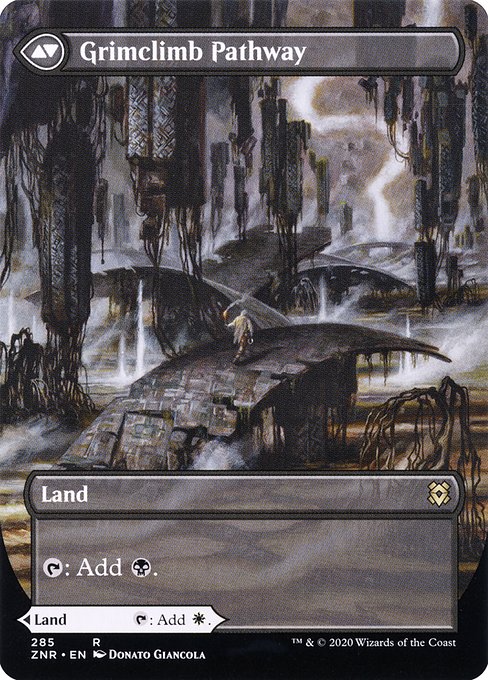 Grimclimb Pathway
Land
: Add .
Land : Add .
285 R
ZNR • EN Donato Giancola
™ & © 2020 Wizards of the Coast